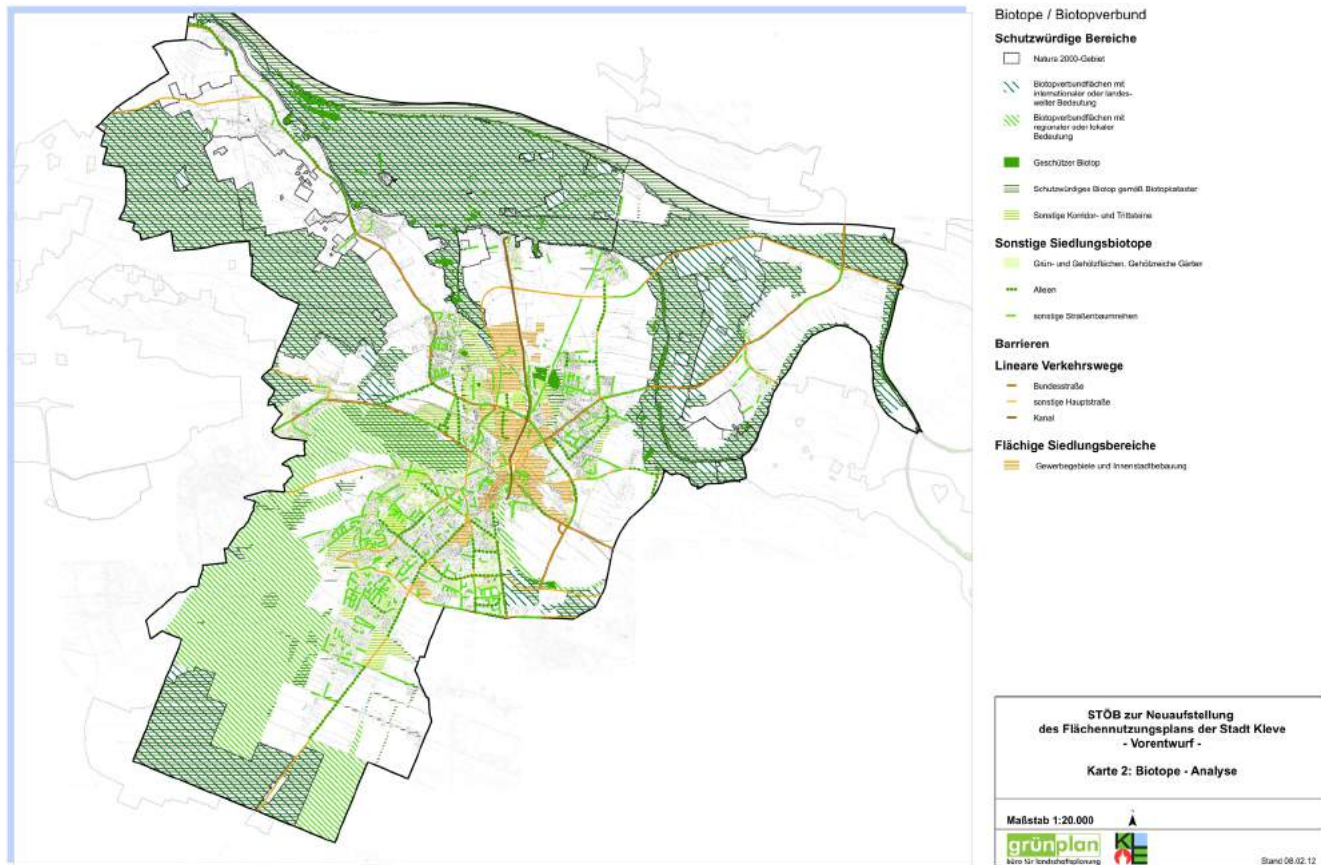 Biotope / Biotopverbund
Schutzwürdige Bereiche
Natura 2000-Gebiet
Biotopverbundflächen mit
internationaler oder landes-
weiter Bedeutung
Biotopverbundflächen mit
regionaler oder lokaler
Bedeutung
Geschützer Biotop
Schutzwürdiges Biotop gemäß Biotopkataster
Sonstige Korridor- und Trittsteine
Sonstige Siedlungsbiotope
Grün- und Gehölzflächen, Gehölzreiche Gärten
Alleen
sonstige Straßenbaumreihen
Barrieren
Lineare Verkehrswege
Bundesstraße
sonstige Hauptstraße
Kanal
Flächige Siedlungsbereiche
Gewerbegebiete und Innenstadtbebauung
STÖB zur Neuaufstellung
des Flächennutzungsplans der Stadt Kleve
- Vorentwurf -
Karte 2: Biotope - Analyse
Maßstab 1:20.000
grünplan
büro für landschaftsplanung
KLE
Stand 08.02.12